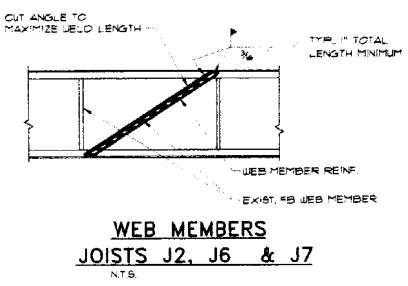 CUT ANGLE TO
MAXIMIZE WELD LENGTH
3/16
TYP., 1" TOTAL
LENGTH MINIMUM
WEB MEMBER REINF.
EXIST. #8 WEB MEMBER
WEB MEMBERS
JOISTS J2, J6 & J7
N.T.S.